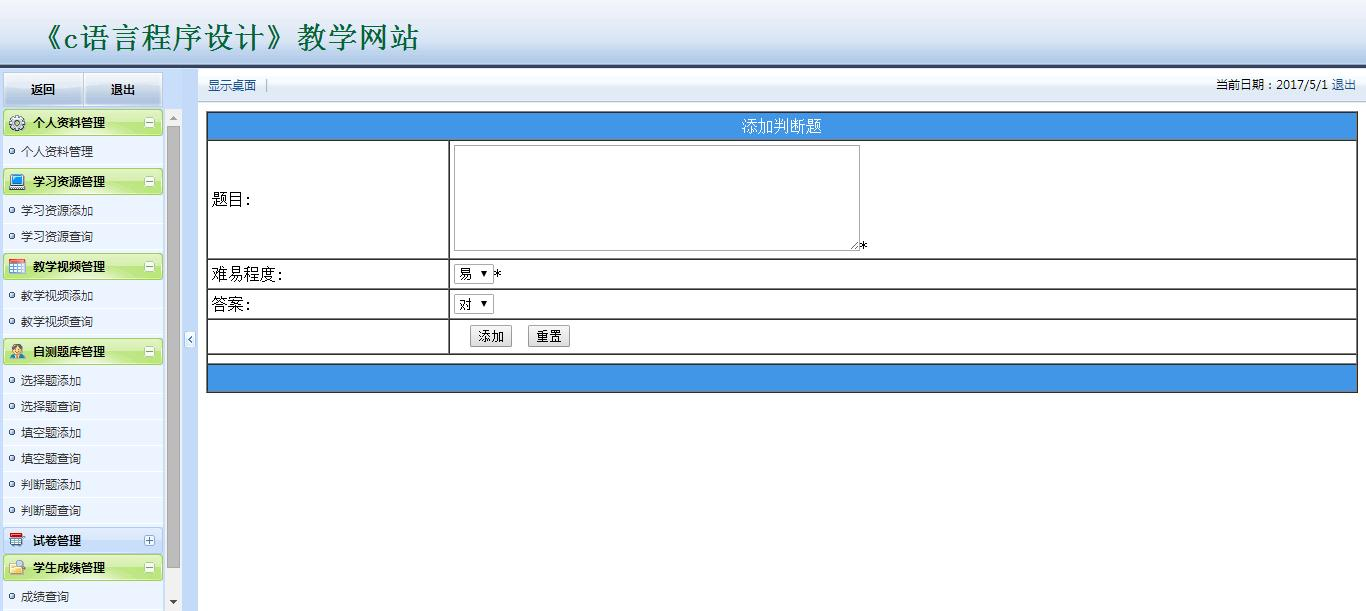 《c语言程序设计》教学网站
返回 退出
个人资料管理
个人资料管理
学习资源管理
学习资源添加
学习资源查询
教学视频管理
教学视频添加
教学视频查询
自测题库管理
选择题添加
选择题查询
填空题添加
填空题查询
判断题添加
判断题查询
试卷管理
学生成绩管理
成绩查询
显示桌面 |
当前日期：2017/5/1 退出
添加判断题
题目: *
难易程度: 易 *
答案: 对
添加 重置